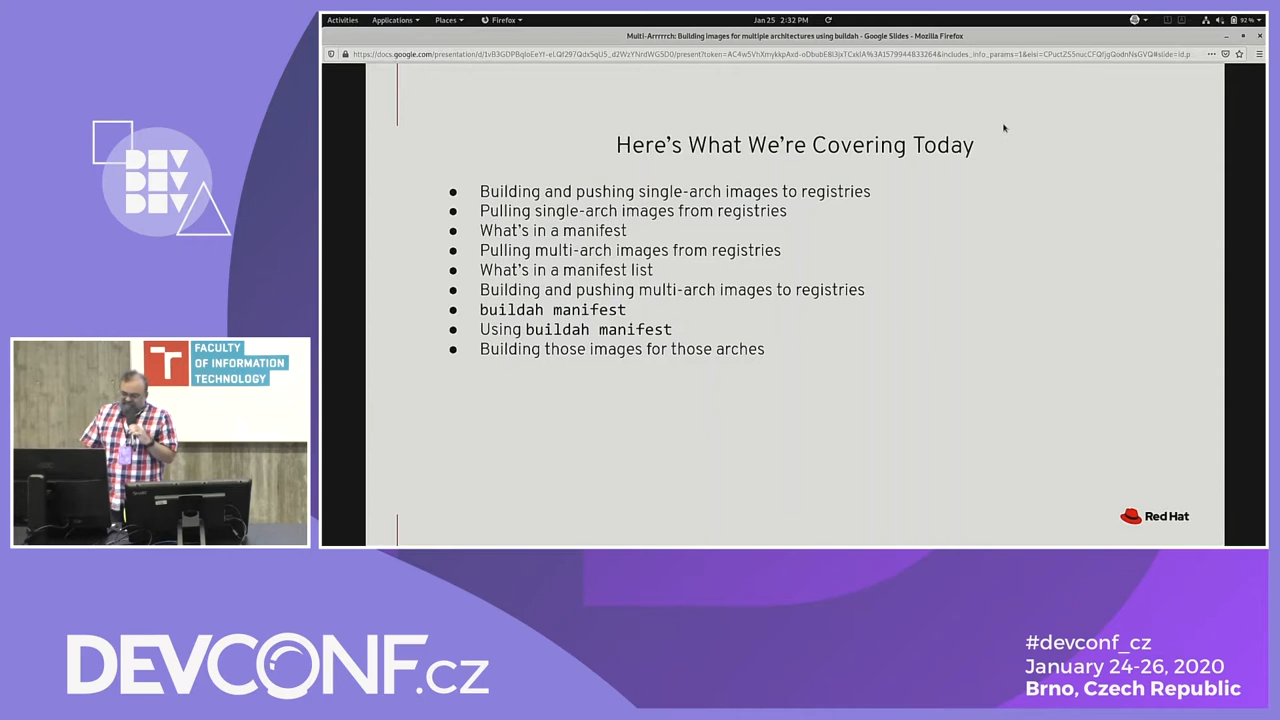 Activities Applications Places Firefox Jan 25 2:32 PM 92 %
Multi-Arrrrrch: Building images for multiple architectures using buildah - Google Slides - Mozilla Firefox
Here's What We're Covering Today
● Building and pushing single-arch images to registries
● Pulling single-arch images from registries
● What's in a manifest
● Pulling multi-arch images from registries
● What's in a manifest list
● Building and pushing multi-arch images to registries
● buildah manifest
● Using buildah manifest
● Building those images for those arches
Red Hat
DEV
DEV
DEV
FACULTY
OF INFORMATION
TECHNOLOGY
DEVCONF.cz
#devconf_cz
January 24-26, 2020
Brno, Czech Republic